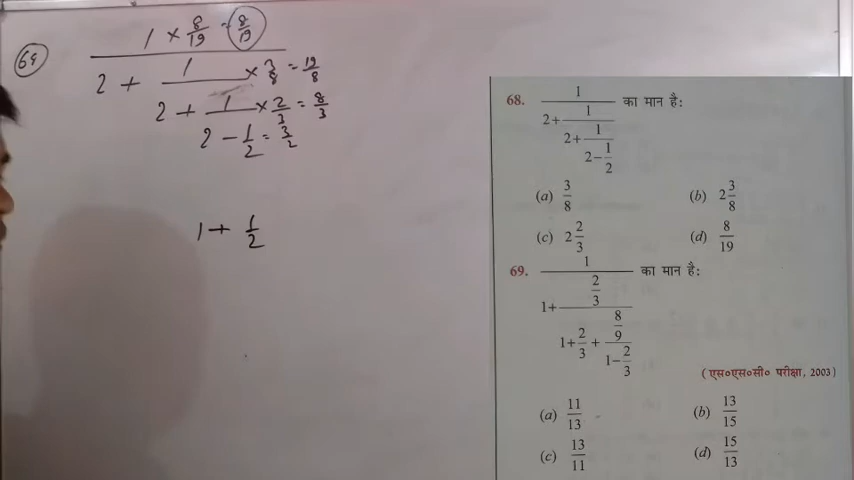 69
1 × 8/19 = 8/19
2 + 1 × 3/8 = 19/8
2 + 1 × 2/3 = 8/3
2 - 1/2 = 3/2
1 + 1/2
68. 1/(2+1/(2+1/(2-1/2))) का मान है:
(a) 3/8 (b) 2 3/8
(c) 2 2/3 (d) 8/19
69. 1/(1+(2/3)/(1+2/3+(8/9)/(1-2/3))) का मान है:
(एस०एस०सी० परीक्षा, 2003)
(a) 11/13 (b) 13/15
(c) 13/11 (d) 15/13